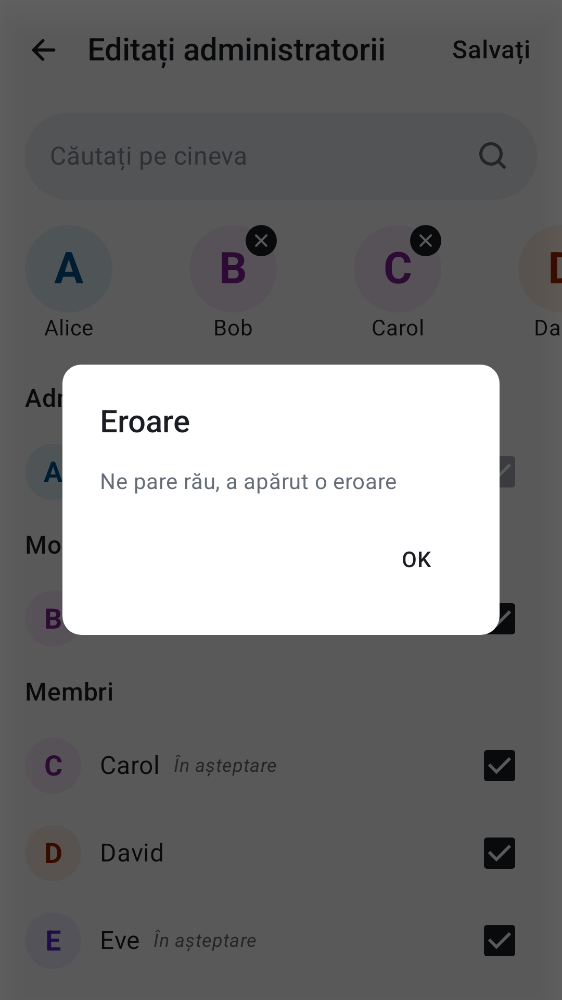 Editați administratorii
Salvați
Căutați pe cineva
A
B
C
D
Alice
Bob
Carol
Da
Adr
A
Eroare
Ne pare rău, a apărut o eroare
OK
Mo
B
Membri
C
Carol În așteptare
D
David
E
Eve În așteptare